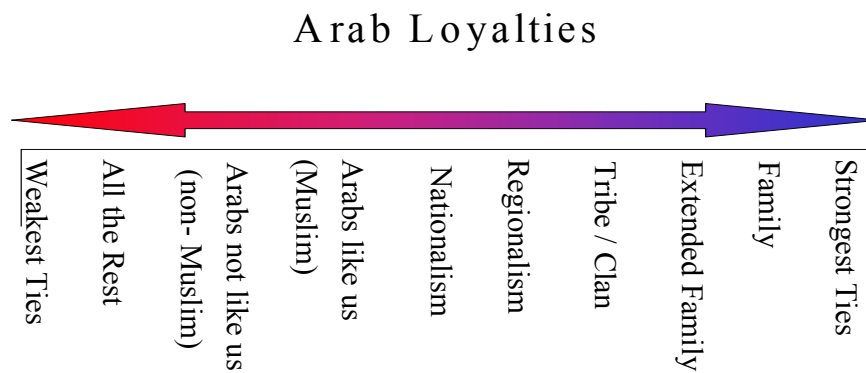 Arab Loyalties
Weakest Ties
All the Rest
Arabs not like us
(non- Muslim)
Arabs like us
(Muslim)
Nationalism
Regionalism
Tribe / Clan
Extended Family
Family
Strongest Ties